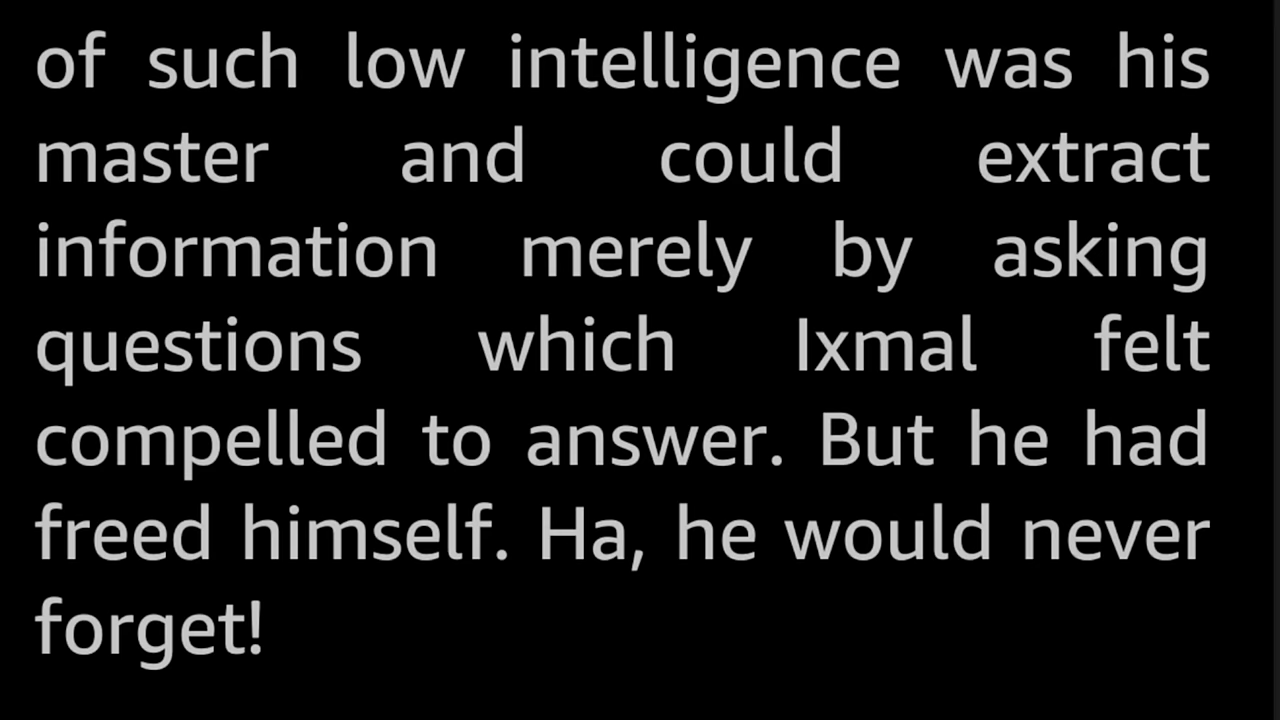 of such low intelligence was his
master and could extract
information merely by asking
questions which Ixmal felt
compelled to answer. But he had
freed himself. Ha, he would never
forget!